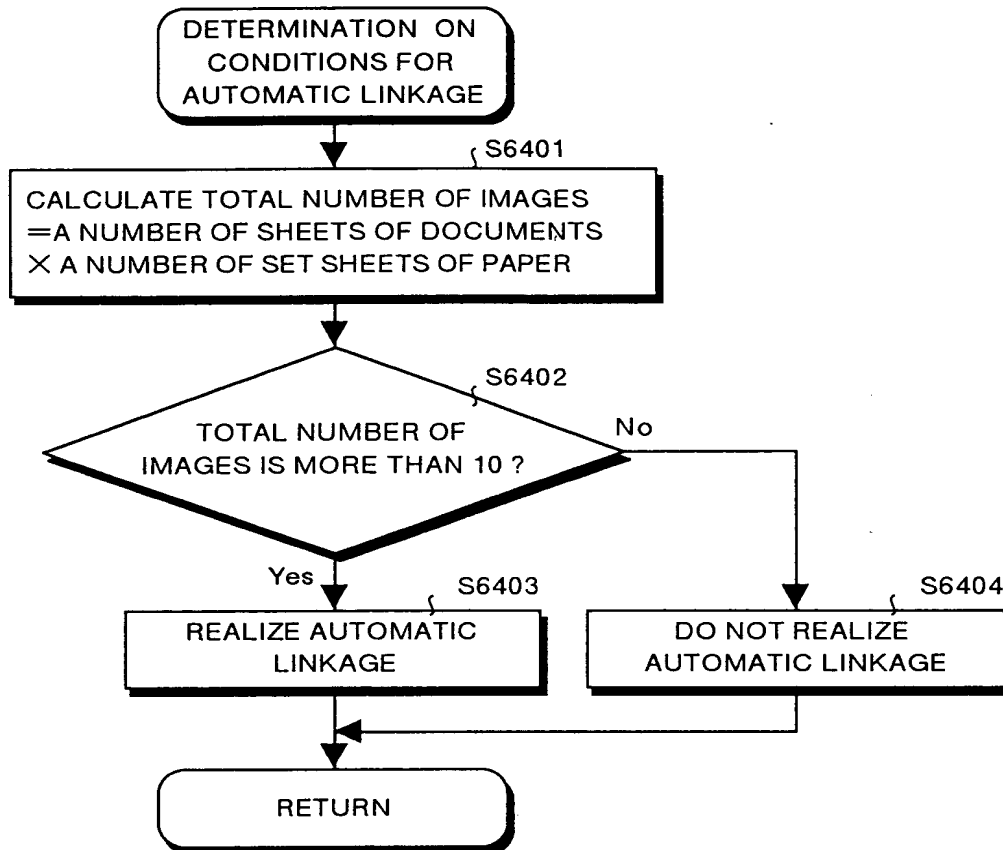 DETERMINATION ON
CONDITIONS FOR
AUTOMATIC LINKAGE
S6401
CALCULATE TOTAL NUMBER OF IMAGES
=A NUMBER OF SHEETS OF DOCUMENTS
× A NUMBER OF SET SHEETS OF PAPER
S6402
TOTAL NUMBER OF
IMAGES IS MORE THAN 10 ?
No
Yes
S6403
REALIZE AUTOMATIC
LINKAGE
S6404
DO NOT REALIZE
AUTOMATIC LINKAGE
RETURN